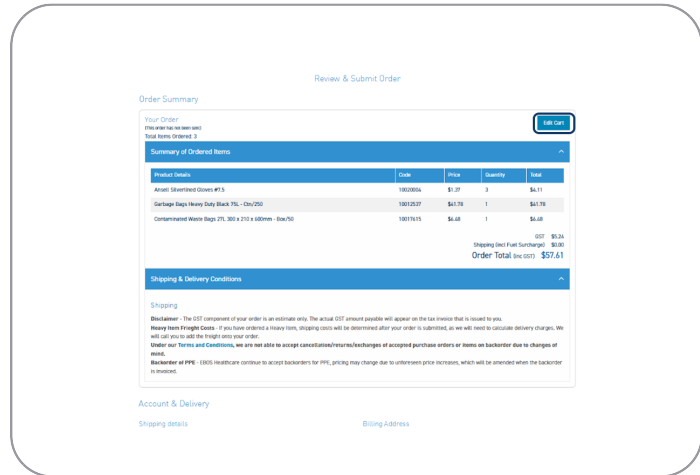 Review & Submit Order
Order Summary
Your Order
(This order has not been sent)
Edit Cart
Total Items Ordered: 3
Summary of Ordered Items
Product Details Code Price Quantity Total
Ansell Silverlined Gloves #7.5 10020006 $1.37 3 $4.11
Garbage Bags Heavy Duty Black 75L - Ctn/250 10012537 $41.78 1 $41.78
Contaminated Waste Bags 27L 300 x 210 x 600mm - Box/50 10017615 $6.48 1 $6.48
GST $5.24
Shipping (incl Fuel Surcharge) $0.00
Order Total (inc GST) $57.61
Shipping & Delivery Conditions
Shipping
Disclaimer - The GST component of your order is an estimate only. The actual GST amount payable will appear on the tax invoice that is issued to you.
Heavy Item Frieght Costs - If you have ordered a Heavy Item, shipping costs will be determined after your order is submitted, as we will need to calculate delivery charges. We
will call you to add the freight onto your order.
Under our Terms and Conditions, we are not able to accept cancellation/returns/exchanges of accepted purchase orders or items on backorder due to changes of
mind.
Backorder of PPE - EBOS Healthcare continue to accept backorders for PPE, pricing may change due to unforeseen price increases, which will be amended when the backorder
is invoiced.
Account & Delivery
Shipping details Billing Address